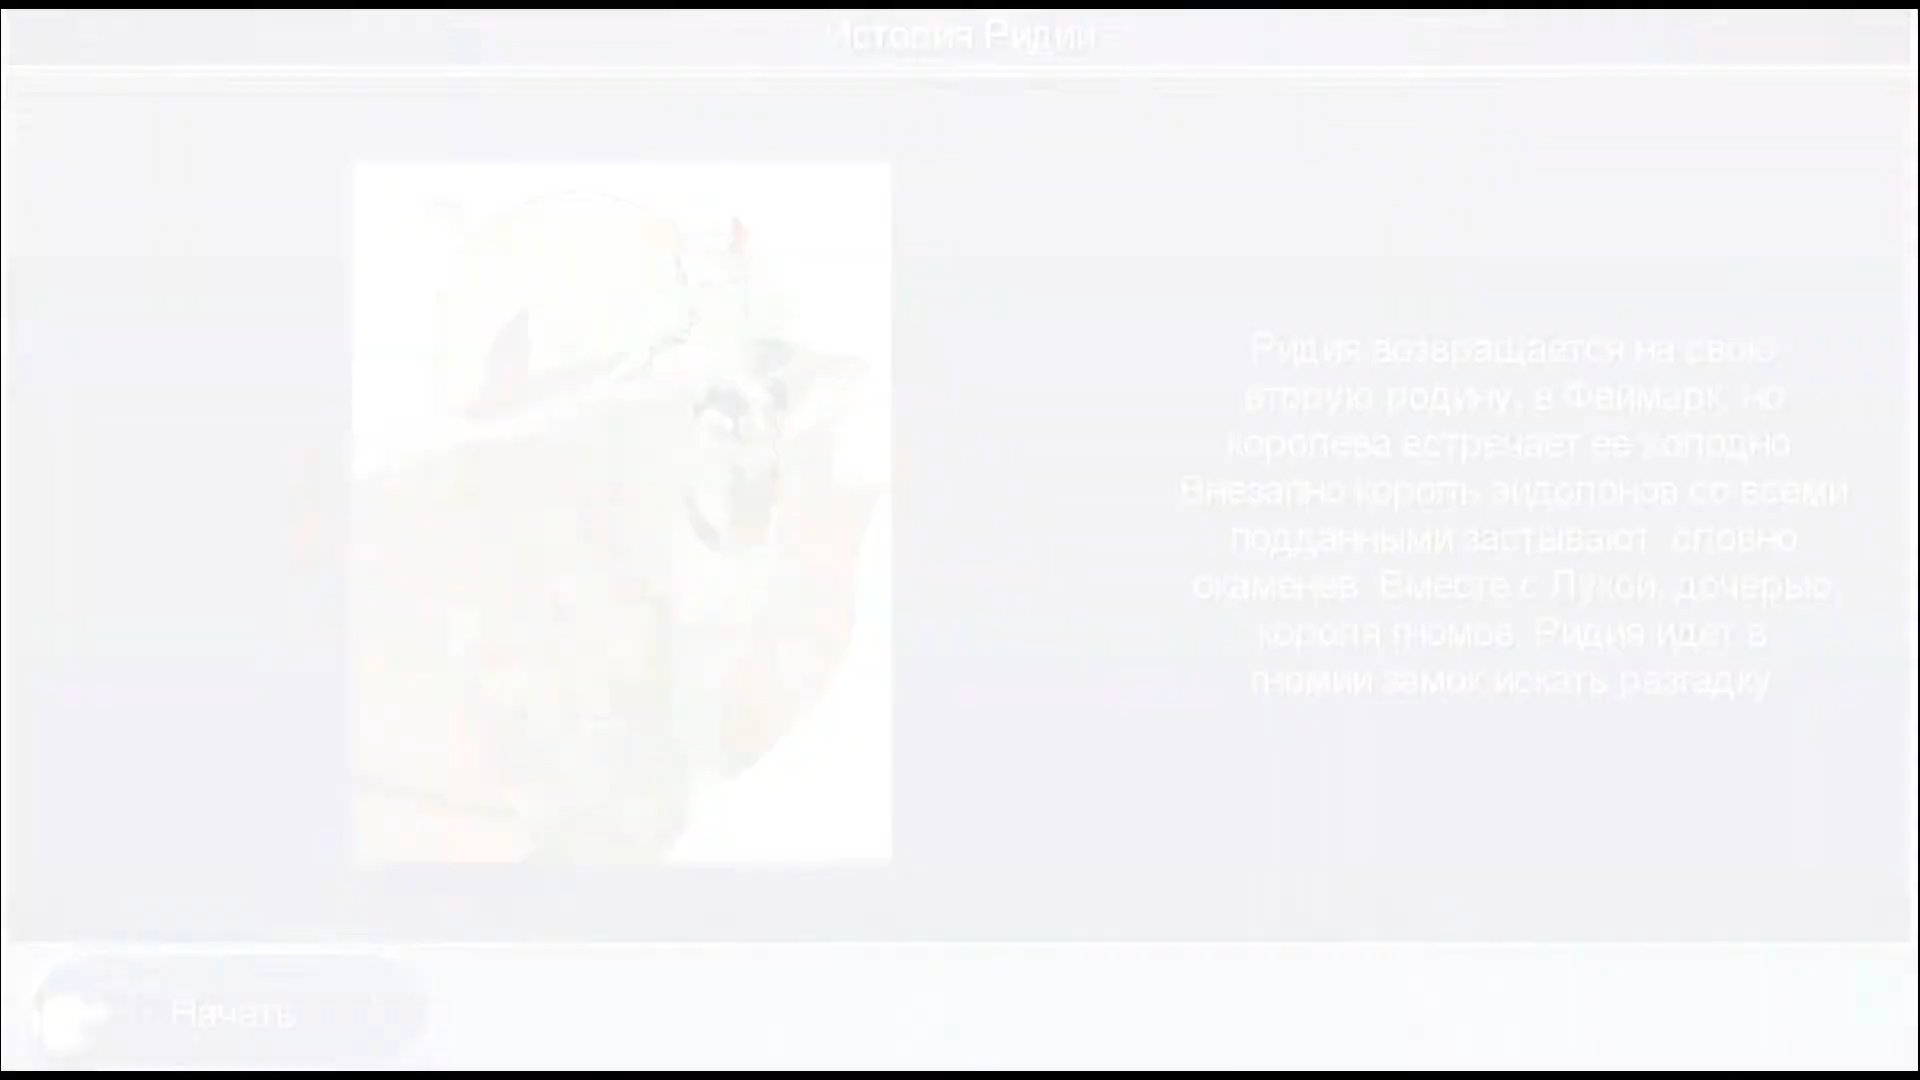 История Ридии
Ридия возвращается на свою
вторую родину, в Феймарк, но
королева встречает ее холодно.
Внезапно король эидолонов со всеми
подданными застывают, словно
окаменев. Вместе с Лукой, дочерью
короля гномов, Ридия идет в
гномий замок искать разгадку.
Начать